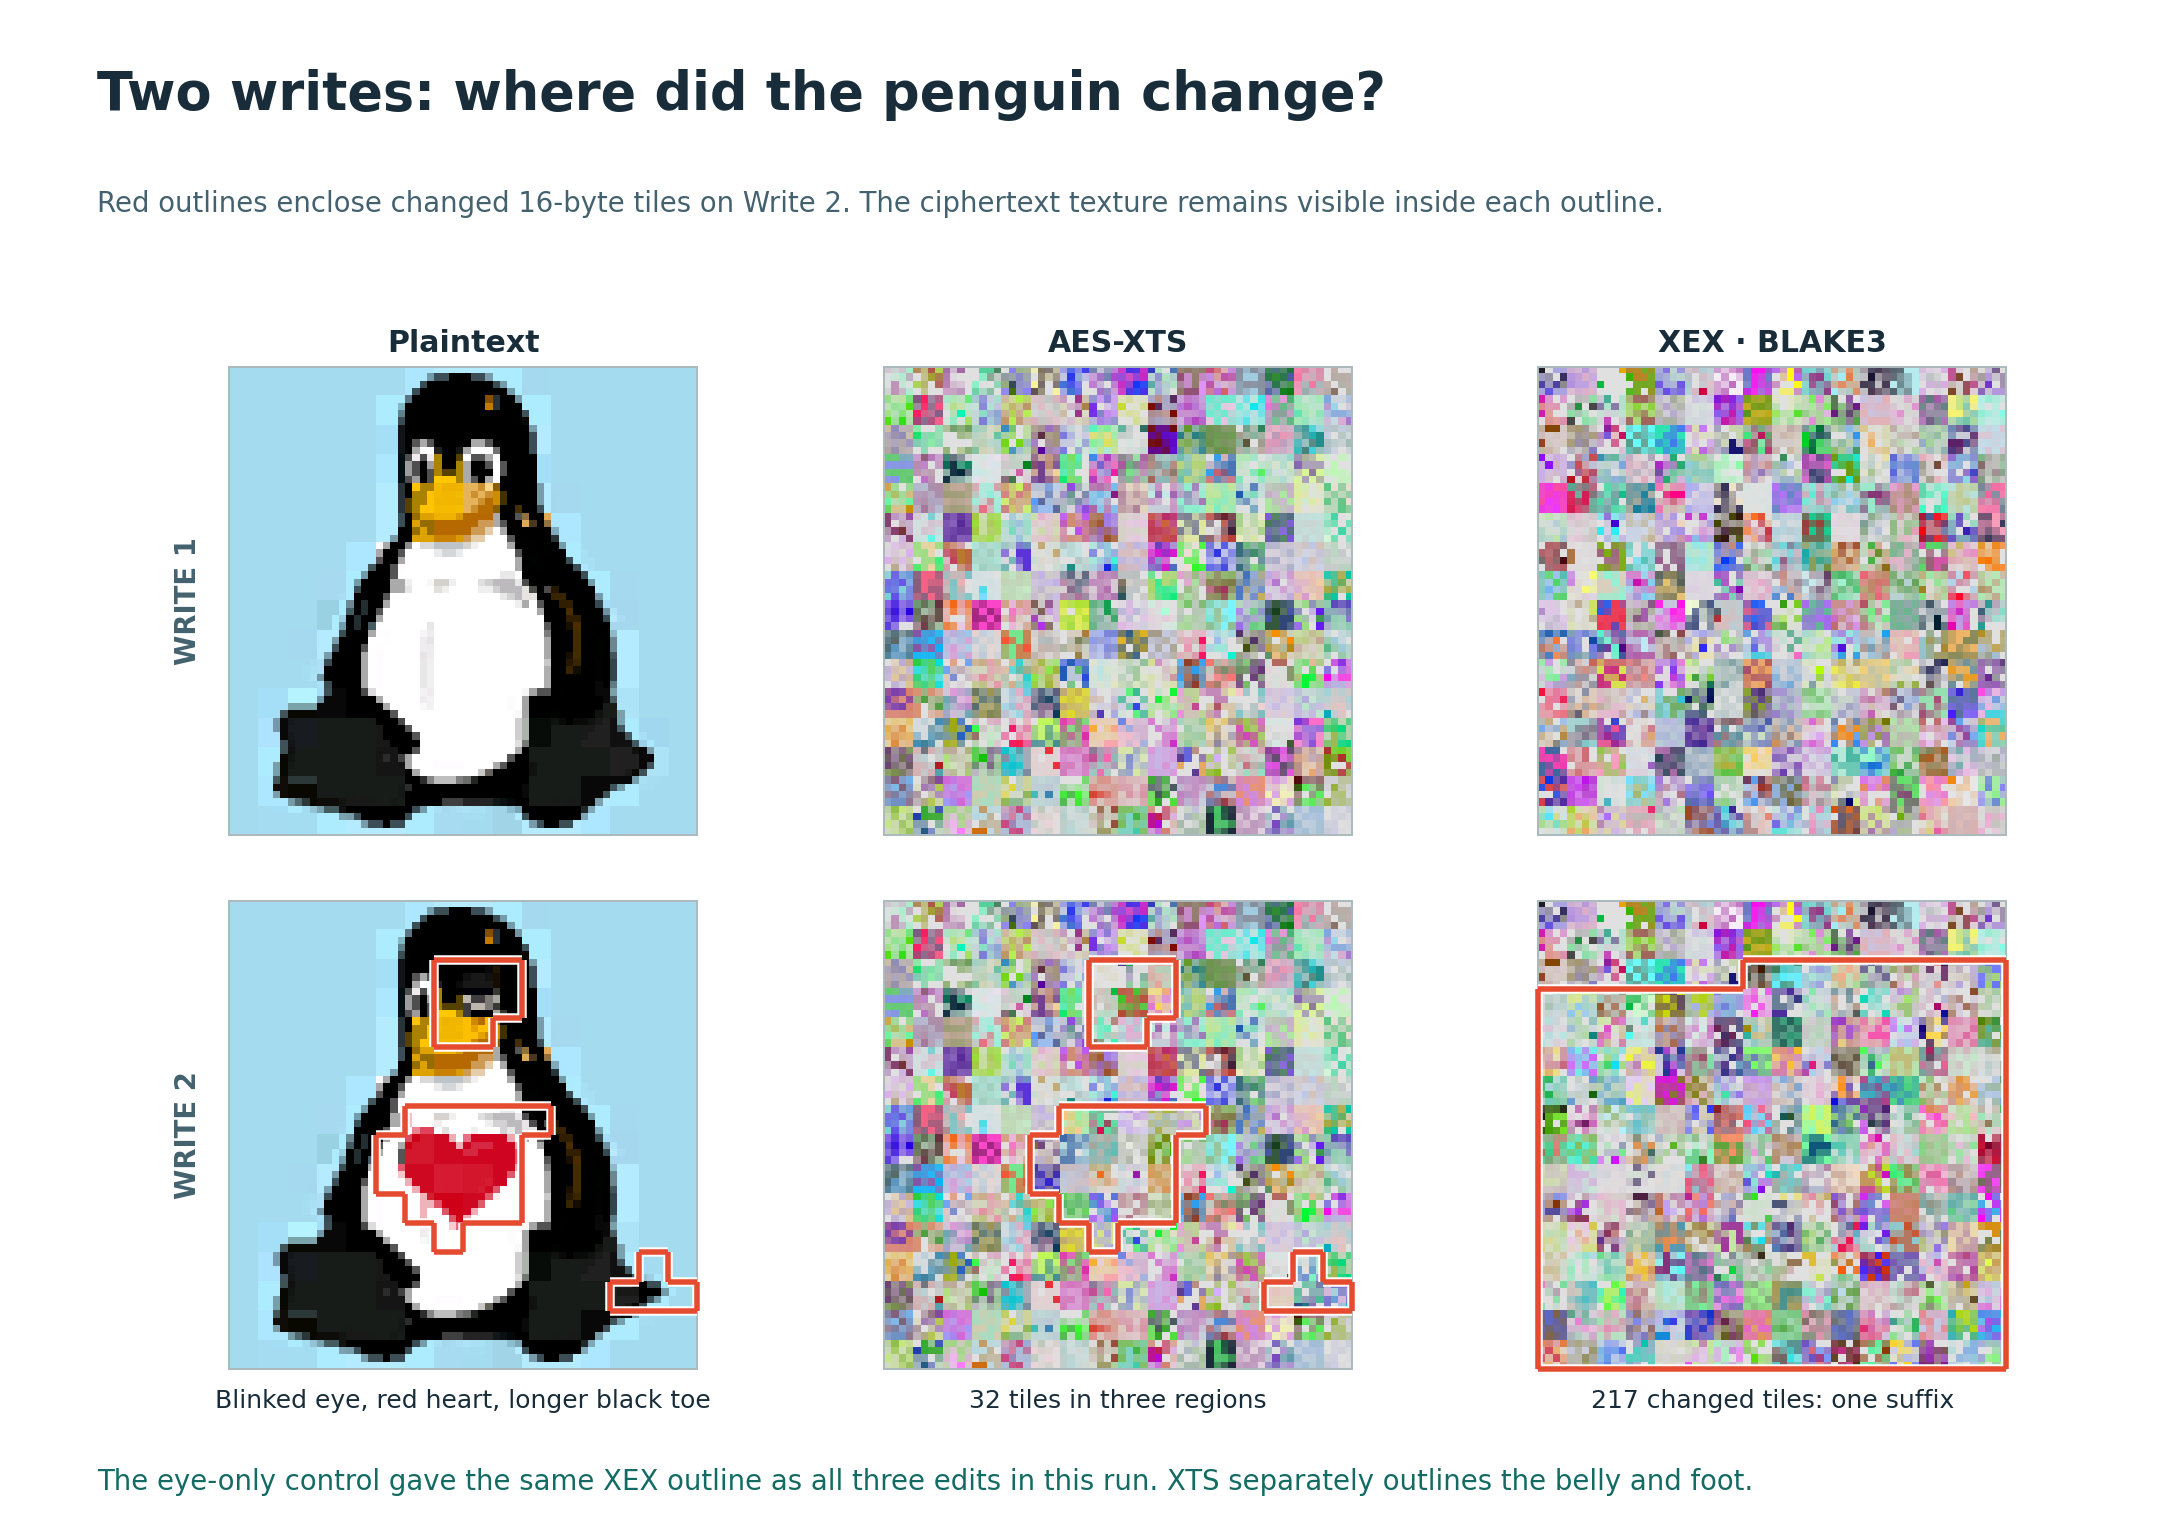 Two writes: where did the penguin change?
Red outlines enclose changed 16-byte tiles on Write 2. The ciphertext texture remains visible inside each outline.
Plaintext
AES-XTS
XEX · BLAKE3
WRITE 1
WRITE 2
Blinked eye, red heart, longer black toe
32 tiles in three regions
217 changed tiles: one suffix
The eye-only control gave the same XEX outline as all three edits in this run. XTS separately outlines the belly and foot.